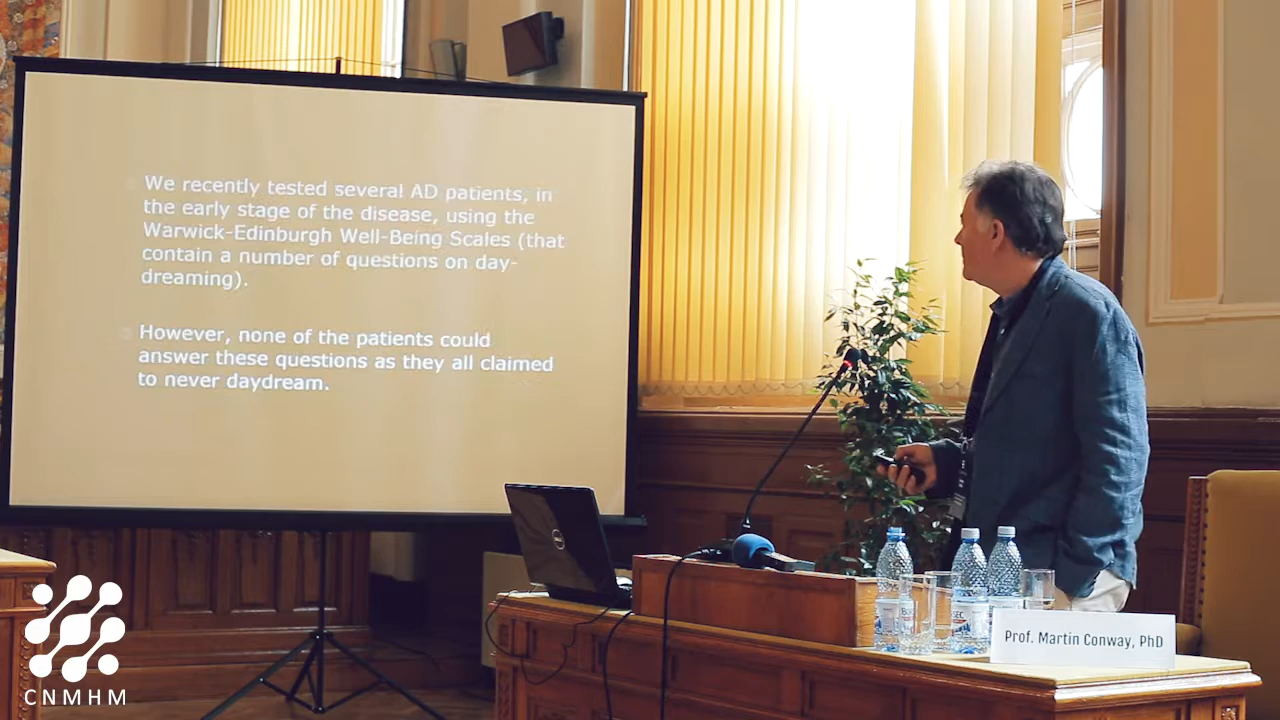 We recently tested several AD patients, in
the early stage of the disease, using the
Warwick-Edinburgh Well-Being Scales (that
contain a number of questions on day-
dreaming).
However, none of the patients could
answer these questions as they all claimed
to never daydream.
DELL
Prof. Martin Conway, PhD
CNMHM